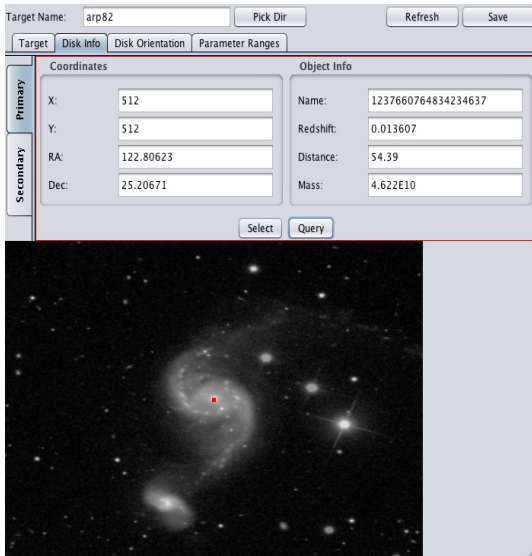 Target Name: arp82 Pick Dir Refresh Save
Target Disk Info Disk Orientation Parameter Ranges
Primary
Secondary
Coordinates
X: 512
Y: 512
RA: 122.80623
Dec: 25.20671
Object Info
Name: 1237660764834234637
Redshift: 0.013607
Distance: 54.39
Mass: 4.622E10
Select Query